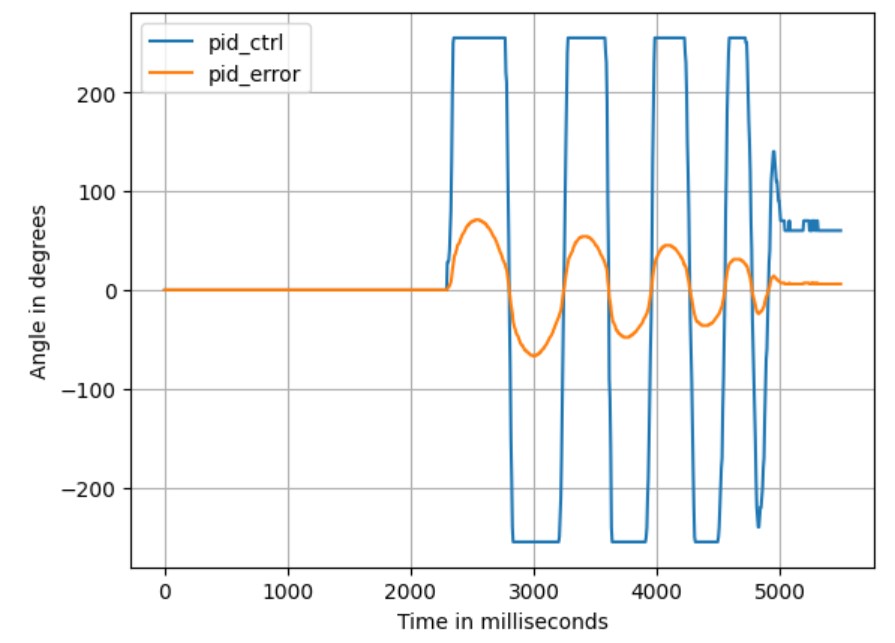 pid_ctrl
pid_error
200
100
0
−100
−200
Angle in degrees
0 1000 2000 3000 4000 5000
Time in milliseconds